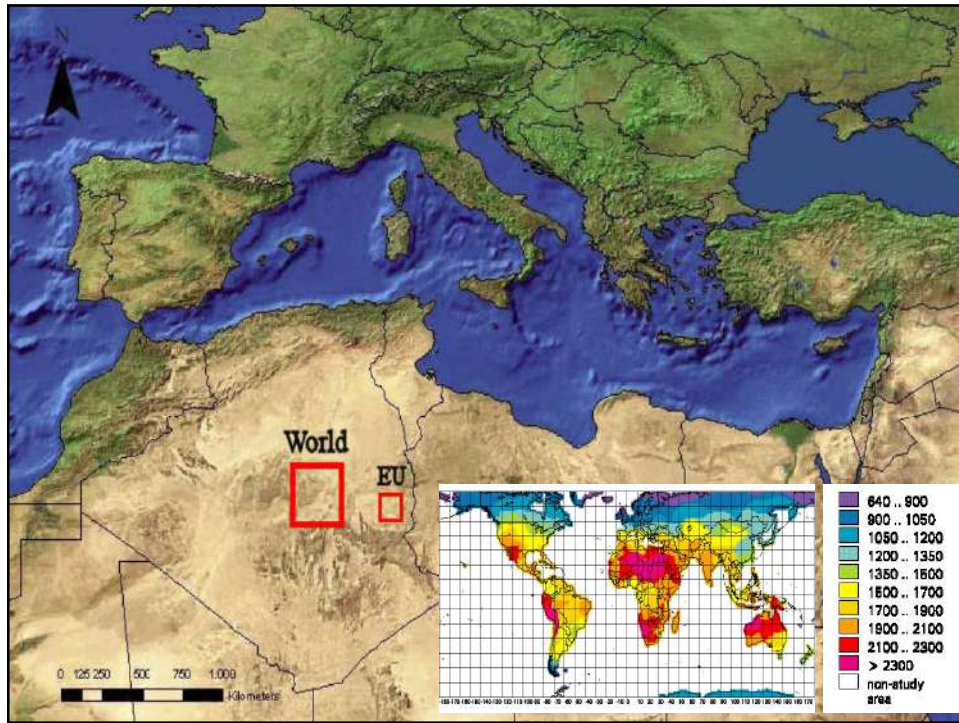 N
World
EU
0 125 250 500 750 1.000
Kilometers
640 .. 900
900 .. 1050
1050 .. 1200
1200 .. 1350
1350 .. 1500
1500 .. 1700
1700 .. 1900
1900 .. 2100
2100 .. 2300
> 2300
non-study
area